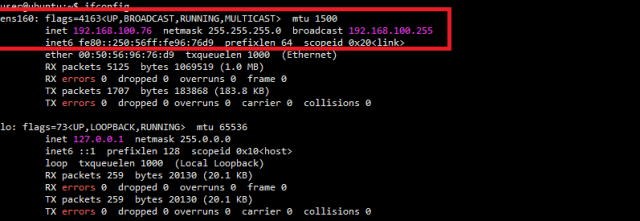 user@ubuntu:~$ ifconfig
ens160: flags=4163<UP,BROADCAST,RUNNING,MULTICAST>  mtu 1500
inet 192.168.100.76  netmask 255.255.255.0  broadcast 192.168.100.255
inet6 fe80::250:56ff:fe96:76d9  prefixlen 64  scopeid 0x20<link>
ether 00:50:56:96:76:d9  txqueuelen 1000  (Ethernet)
RX packets 5125  bytes 1069519 (1.0 MB)
RX errors 0  dropped 0  overruns 0  frame 0
TX packets 1707  bytes 183868 (183.8 KB)
TX errors 0  dropped 0 overruns 0  carrier 0  collisions 0
lo: flags=73<UP,LOOPBACK,RUNNING>  mtu 65536
inet 127.0.0.1  netmask 255.0.0.0
inet6 ::1  prefixlen 128  scopeid 0x10<host>
loop  txqueuelen 1000  (Local Loopback)
RX packets 259  bytes 20130 (20.1 KB)
RX errors 0  dropped 0  overruns 0  frame 0
TX packets 259  bytes 20130 (20.1 KB)
TX errors 0  dropped 0 overruns 0  carrier 0  collisions 0